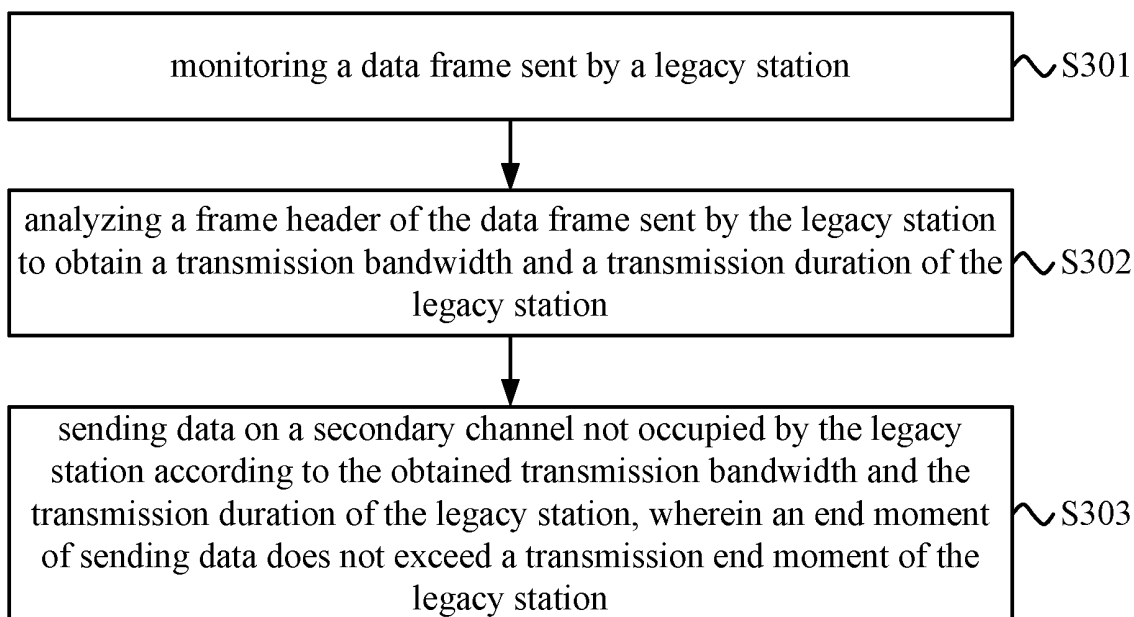 monitoring a data frame sent by a legacy station
S301
analyzing a frame header of the data frame sent by the legacy station
to obtain a transmission bandwidth and a transmission duration of the
legacy station
S302
sending data on a secondary channel not occupied by the legacy
station according to the obtained transmission bandwidth and the
transmission duration of the legacy station, wherein an end moment
of sending data does not exceed a transmission end moment of the
legacy station
S303